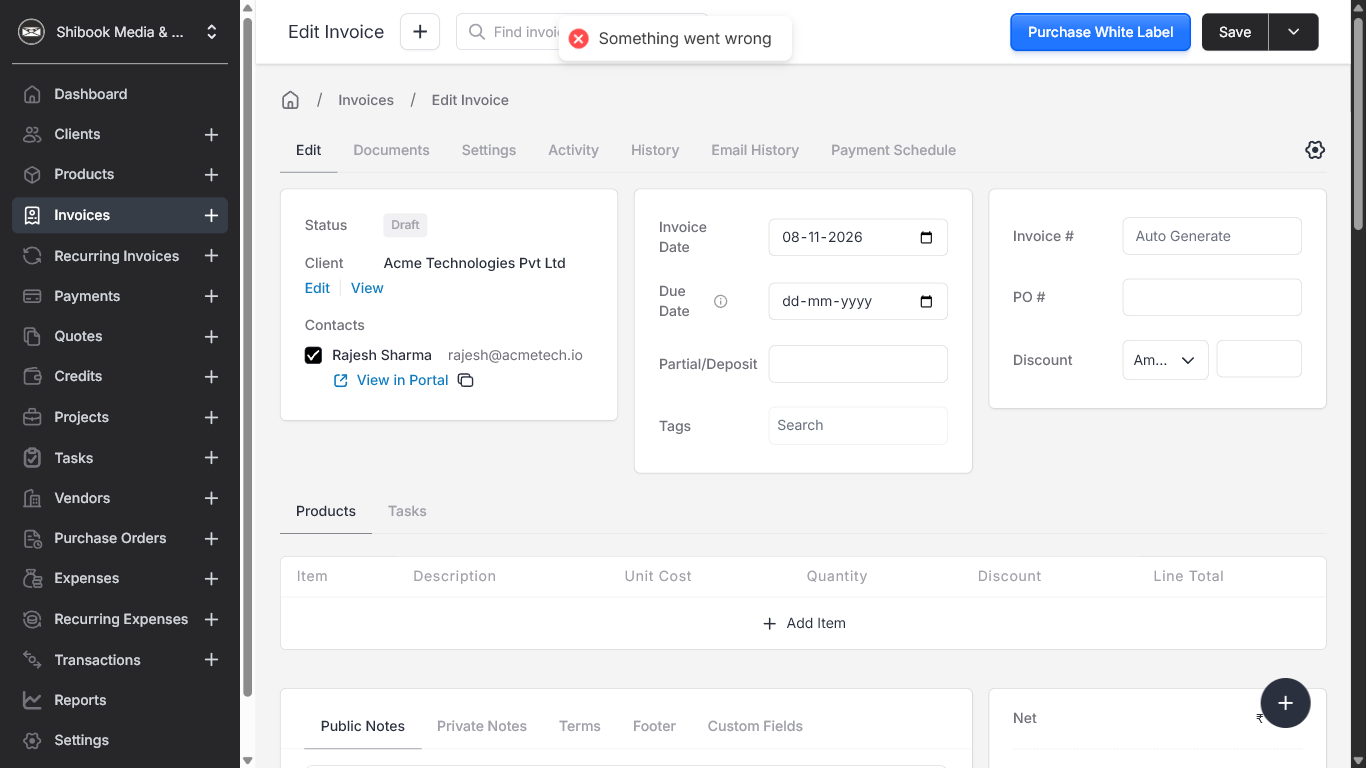 Shibook Media & ...
Dashboard
Clients
Products
Invoices
Recurring Invoices
Payments
Quotes
Credits
Projects
Tasks
Vendors
Purchase Orders
Expenses
Recurring Expenses
Transactions
Reports
Settings
Edit Invoice
Find invoi
Something went wrong
Purchase White Label
Save
/ Invoices / Edit Invoice
Edit Documents Settings Activity History Email History Payment Schedule
Status Draft
Client Acme Technologies Pvt Ltd
Edit View
Contacts
Rajesh Sharma rajesh@acmetech.io
View in Portal
Invoice Date 08-11-2026
Due Date dd-mm-yyyy
Partial/Deposit
Tags Search
Invoice # Auto Generate
PO #
Discount Am...
Products Tasks
Item Description Unit Cost Quantity Discount Line Total
+ Add Item
Public Notes Private Notes Terms Footer Custom Fields
Net ₹